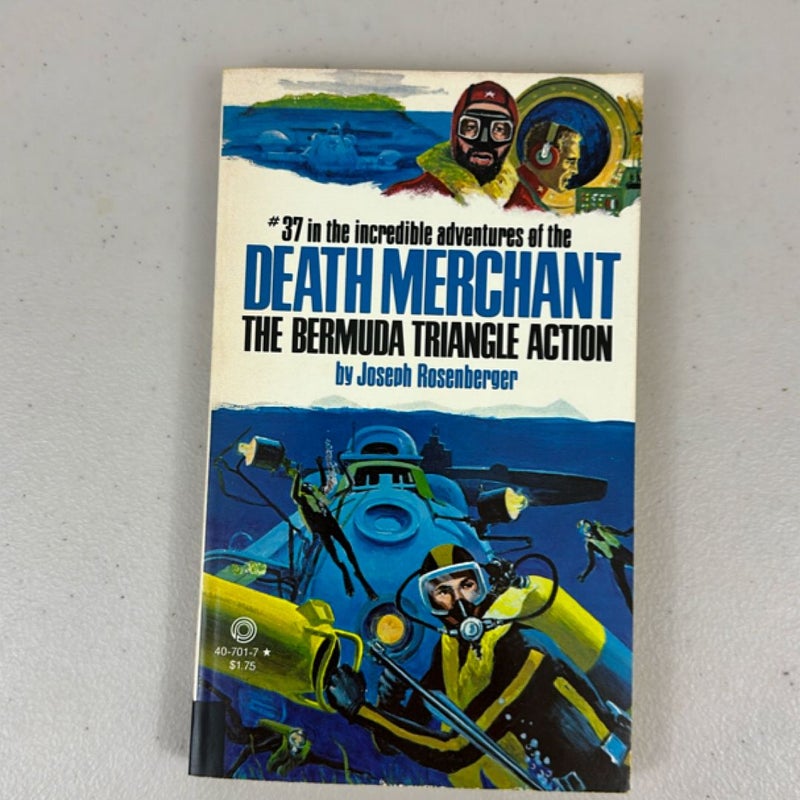 #37 in the incredible adventures of the
DEATH MERCHANT
THE BERMUDA TRIANGLE ACTION
by Joseph Rosenberger
40-701-7 ★
$1.75